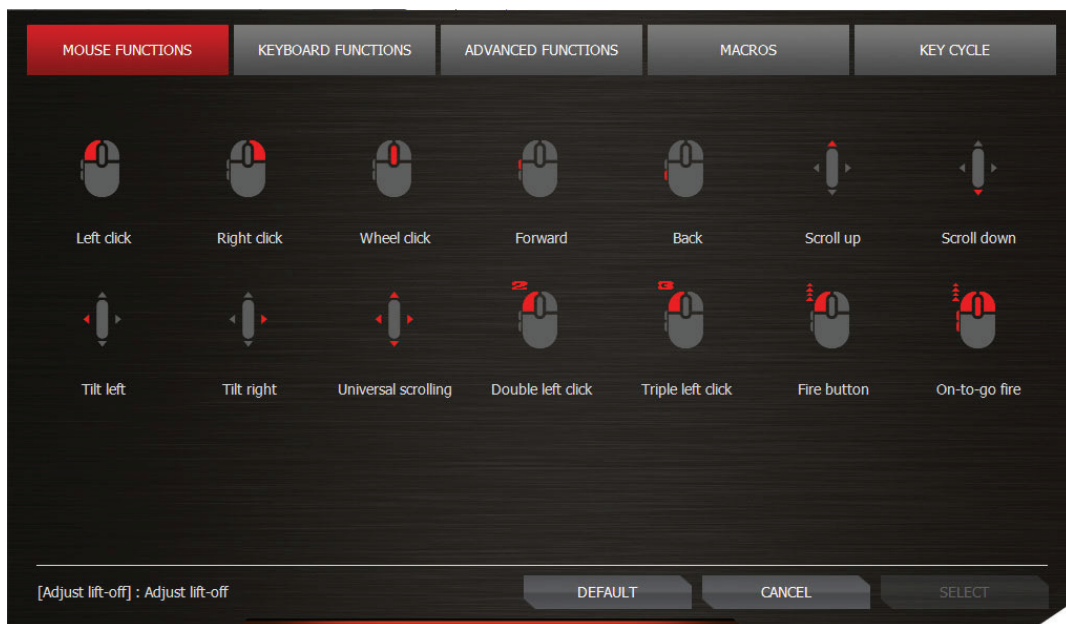 MOUSE FUNCTIONS
KEYBOARD FUNCTIONS
ADVANCED FUNCTIONS
MACROS
KEY CYCLE
Left click
Right click
Wheel click
Forward
Back
Scroll up
Scroll down
2
3
Tilt left
Tilt right
Universal scrolling
Double left click
Triple left click
Fire button
On-to-go fire
[Adjust lift-off] : Adjust lift-off
DEFAULT
CANCEL
SELECT